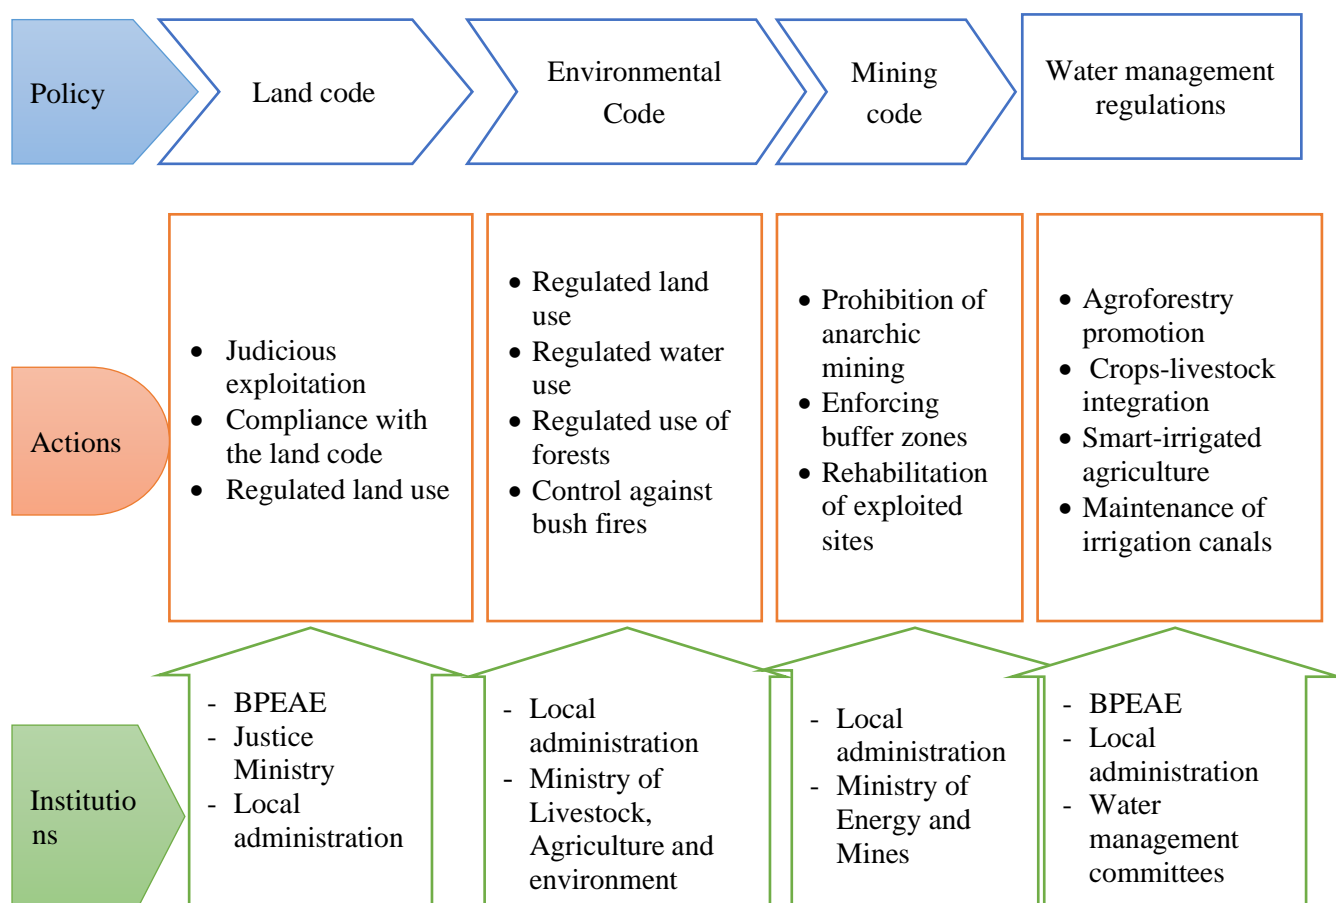 Policy
Land code
Environmental
Code
Mining
code
Water management
regulations
Actions
• Judicious
exploitation
• Compliance with
the land code
• Regulated land use
• Regulated land
use
• Regulated water
use
• Regulated use of
forests
• Control against
bush fires
• Prohibition of
anarchic
mining
• Enforcing
buffer zones
• Rehabilitation
of exploited
sites
• Agroforestry
promotion
• Crops-livestock
integration
• Smart-irrigated
agriculture
• Maintenance of
irrigation canals
Institutio
ns
- BPEAE
- Justice
Ministry
- Local
administration
- Local
administration
- Ministry of
Livestock,
Agriculture and
environment
- Local
administration
- Ministry of
Energy and
Mines
- BPEAE
- Local
administration
- Water
management
committees